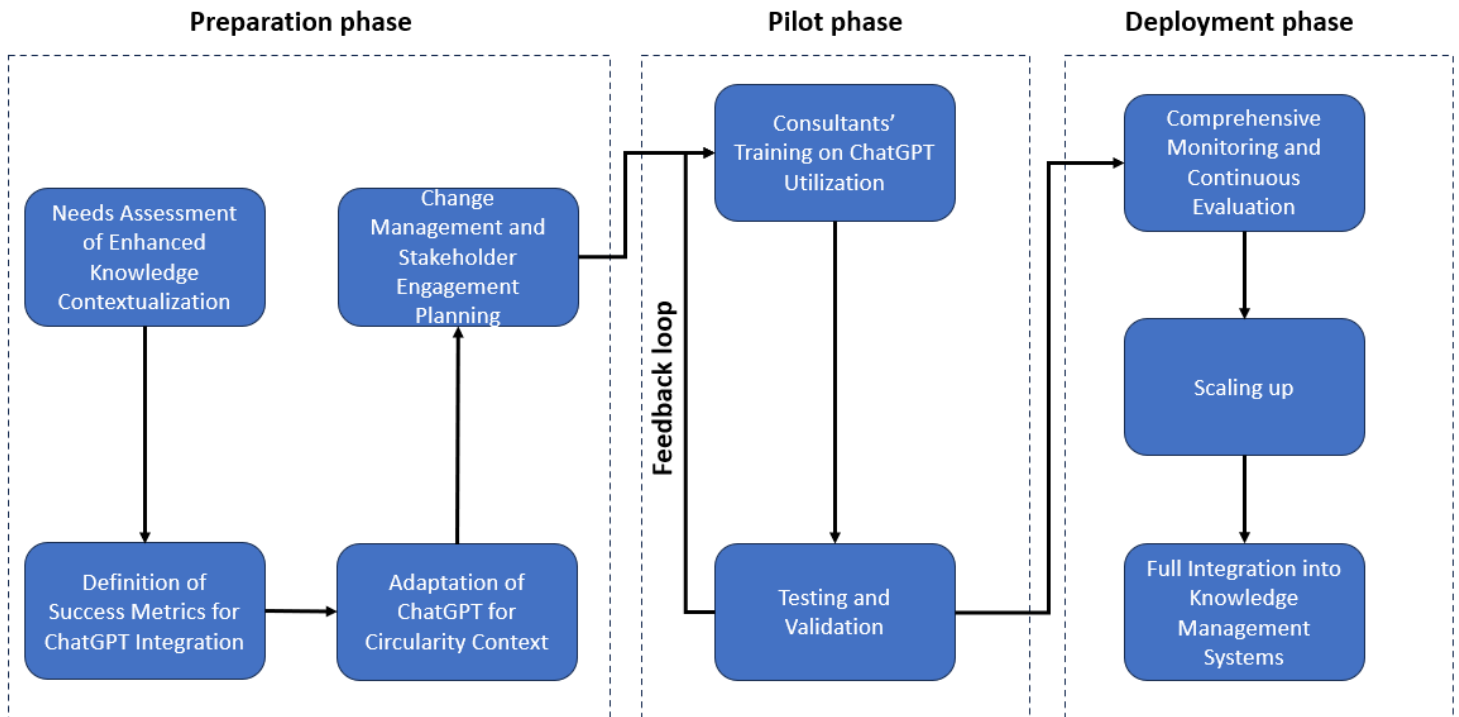 Preparation phase
Needs Assessment
of Enhanced
Knowledge
Contextualization
Definition of
Success Metrics for
ChatGPT Integration
Adaptation of
ChatGPT for
Circularity Context
Change
Management and
Stakeholder
Engagement
Planning
Pilot phase
Consultants’
Training on ChatGPT
Utilization
Feedback loop
Testing and
Validation
Deployment phase
Comprehensive
Monitoring and
Continuous
Evaluation
Scaling up
Full Integration into
Knowledge
Management
Systems